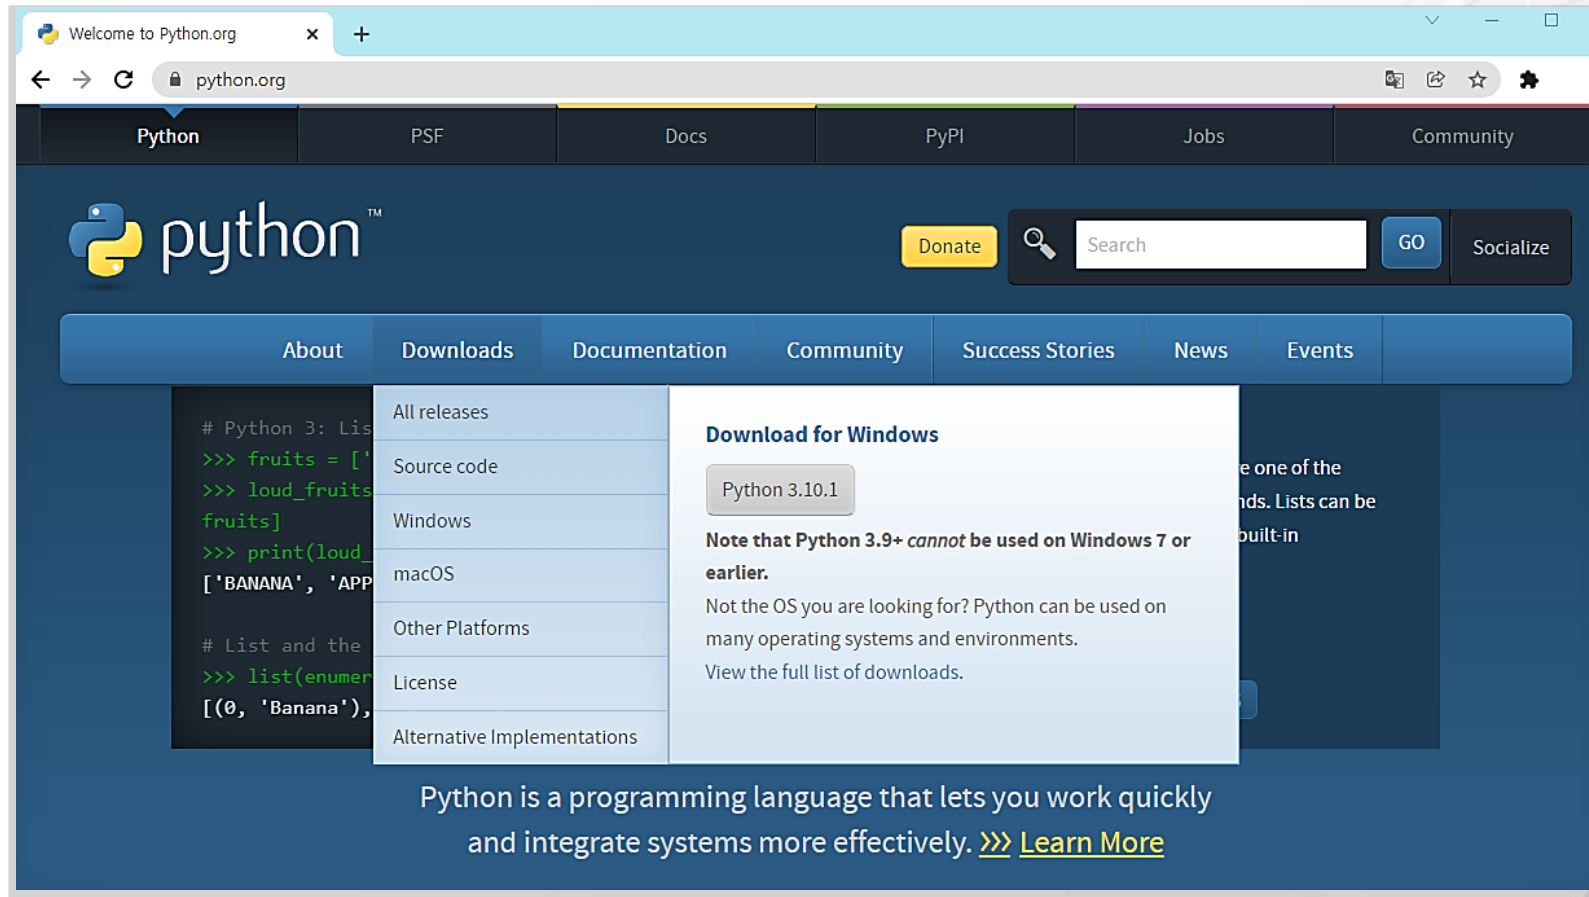 Welcome to Python.org
python.org
Python PSF Docs PyPI Jobs Community
python™
Donate Search GO Socialize
About Downloads Documentation Community Success Stories News Events
All releases
Source code
Windows
macOS
Other Platforms
License
Alternative Implementations
Download for Windows
Python 3.10.1
Note that Python 3.9+ cannot be used on Windows 7 or
earlier.
Not the OS you are looking for? Python can be used on
many operating systems and environments.
View the full list of downloads.
# Python 3: Lis
>>> fruits = ['
>>> loud_fruits
fruits]
>>> print(loud_
['BANANA', 'APP
# List and the
>>> list(enumer
[(0, 'Banana'),
e one of the
nds. Lists can be
built-in
Python is a programming language that lets you work quickly
and integrate systems more effectively. >>> Learn More